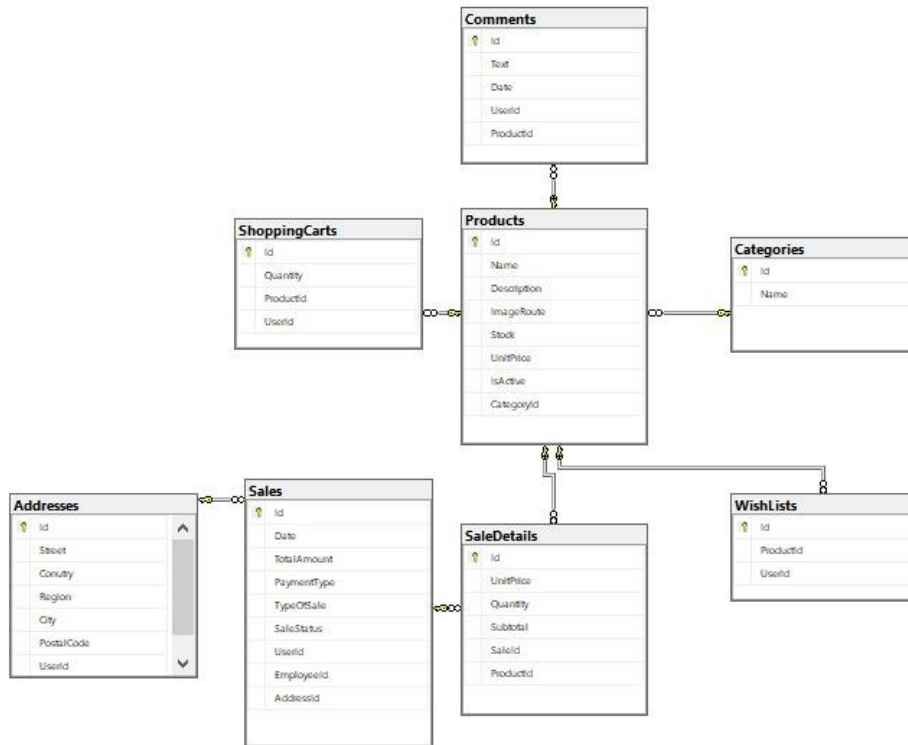 Comments
Id
Text
Date
UserId
ProductId
Products
Id
Name
Description
ImageRoute
Stock
UnitPrice
IsActive
CategoryId
ShoppingCarts
Id
Quantity
ProductId
UserId
Categories
Id
Name
Addresses
Id
Street
Conutry
Region
City
PostalCode
UserId
Sales
Id
Date
TotalAmount
PaymentType
TypeOfSale
SaleStatus
UserId
EmployeeId
AddressId
SaleDetails
Id
UnitPrice
Quantity
Subtotal
SaleId
ProductId
WishLists
Id
ProductId
UserId